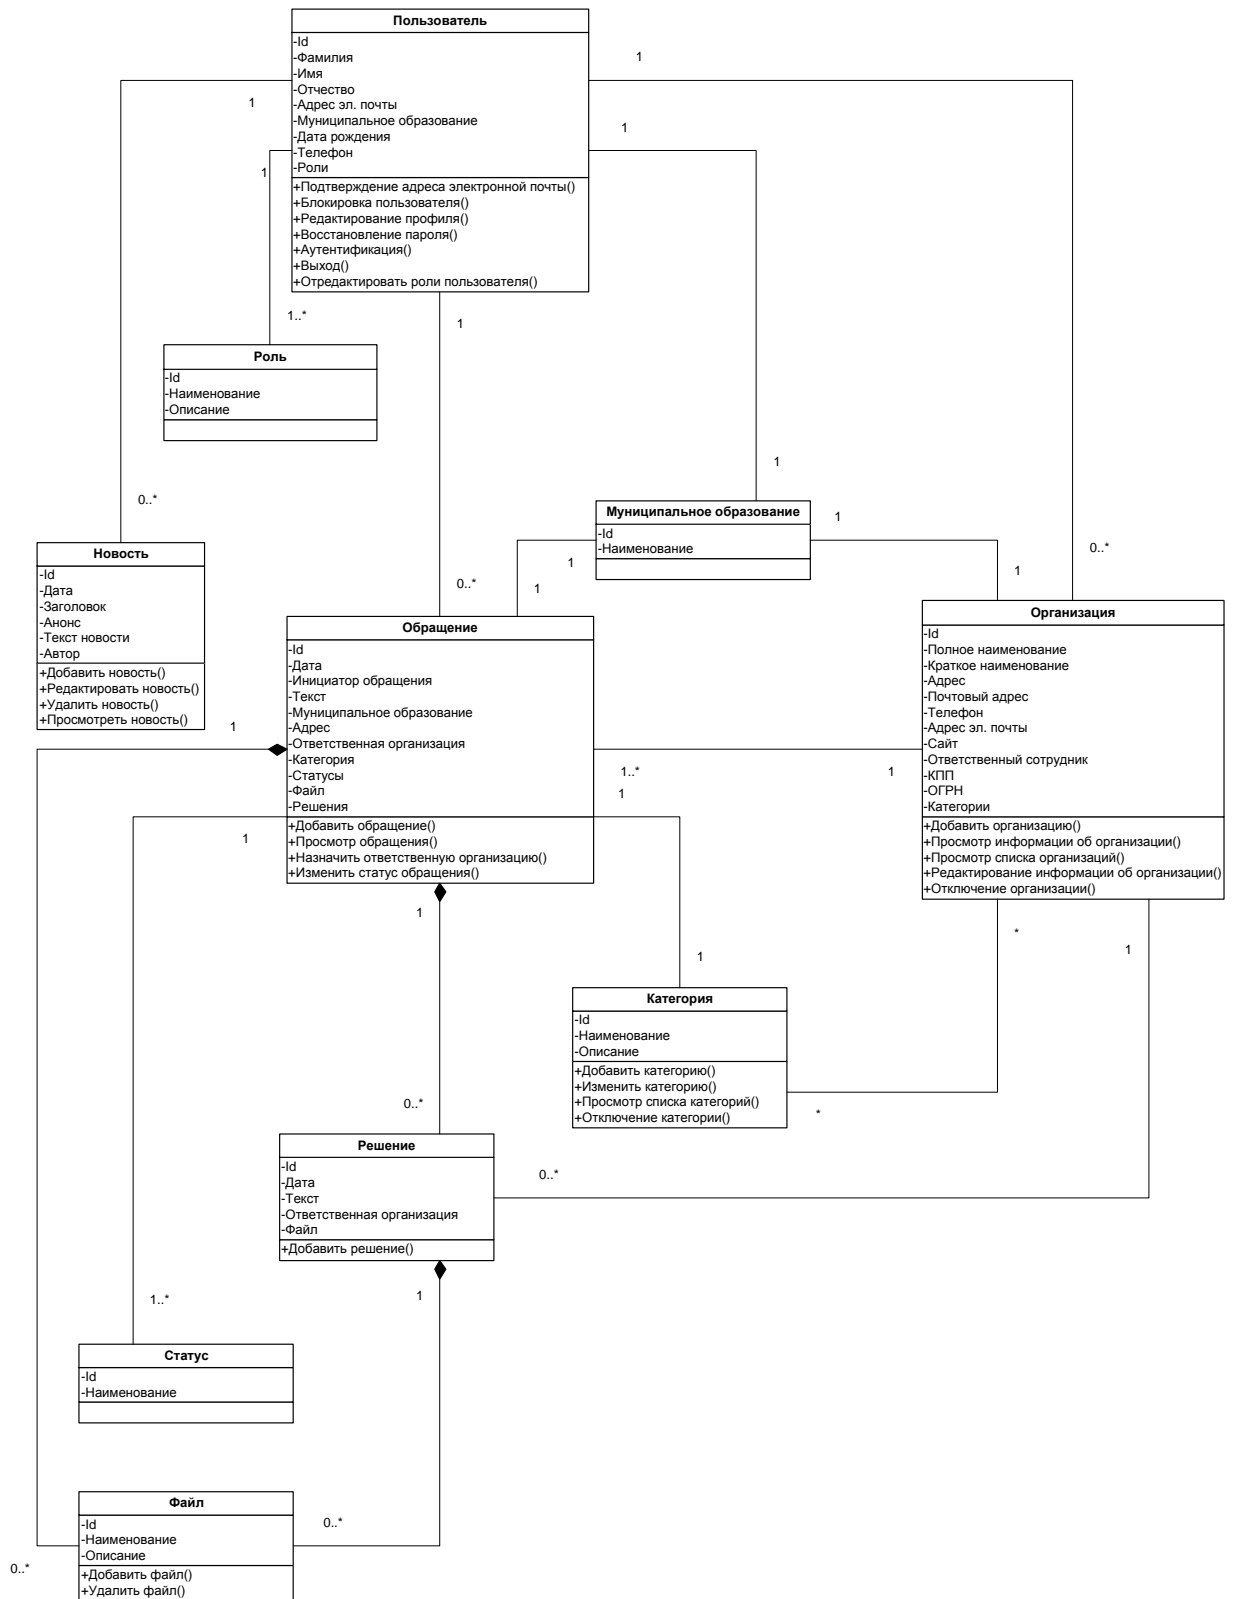 Пользователь
-Id
-Фамилия
-Имя
-Отчество
-Адрес эл. почты
-Муниципальное образование
-Дата рождения
-Телефон
-Роли
+Подтверждение адреса электронной почты()
+Блокировка пользователя()
+Редактирование профиля()
+Восстановление пароля()
+Аутентификация()
+Выход()
+Отредактировать роли пользователя()
1
1
1
1
1
1..*
Роль
-Id
-Наименование
-Описание
1
0..*
Муниципальное образование
-Id
-Наименование
1
1
1
1
0..*
0..*
Новость
-Id
-Дата
-Заголовок
-Анонс
-Текст новости
-Автор
+Добавить новость()
+Редактировать новость()
+Удалить новость()
+Просмотреть новость()
Обращение
-Id
-Дата
-Инициатор обращения
-Текст
-Муниципальное образование
-Адрес
-Ответственная организация
-Категория
-Статусы
-Файл
-Решения
+Добавить обращение()
+Просмотр обращения()
+Назначить ответственную организацию()
+Изменить статус обращения()
Организация
-Id
-Полное наименование
-Краткое наименование
-Адрес
-Почтовый адрес
-Телефон
-Адрес эл. почты
-Сайт
-Ответственный сотрудник
-КПП
-ОГРН
-Категории
+Добавить организацию()
+Просмотр информации об организации()
+Просмотр списка организаций()
+Редактирование информации об организации()
+Отключение организации()
1
1..*
1
1
1
1
1
*
1
Категория
-Id
-Наименование
-Описание
+Добавить категорию()
+Изменить категорию()
+Просмотр списка категорий()
+Отключение категории()
*
0..*
Решение
-Id
-Дата
-Текст
-Ответственная организация
-Файл
+Добавить решение()
0..*
1
1..*
Статус
-Id
-Наименование
Файл
-Id
-Наименование
-Описание
+Добавить файл()
+Удалить файл()
0..*
0..*